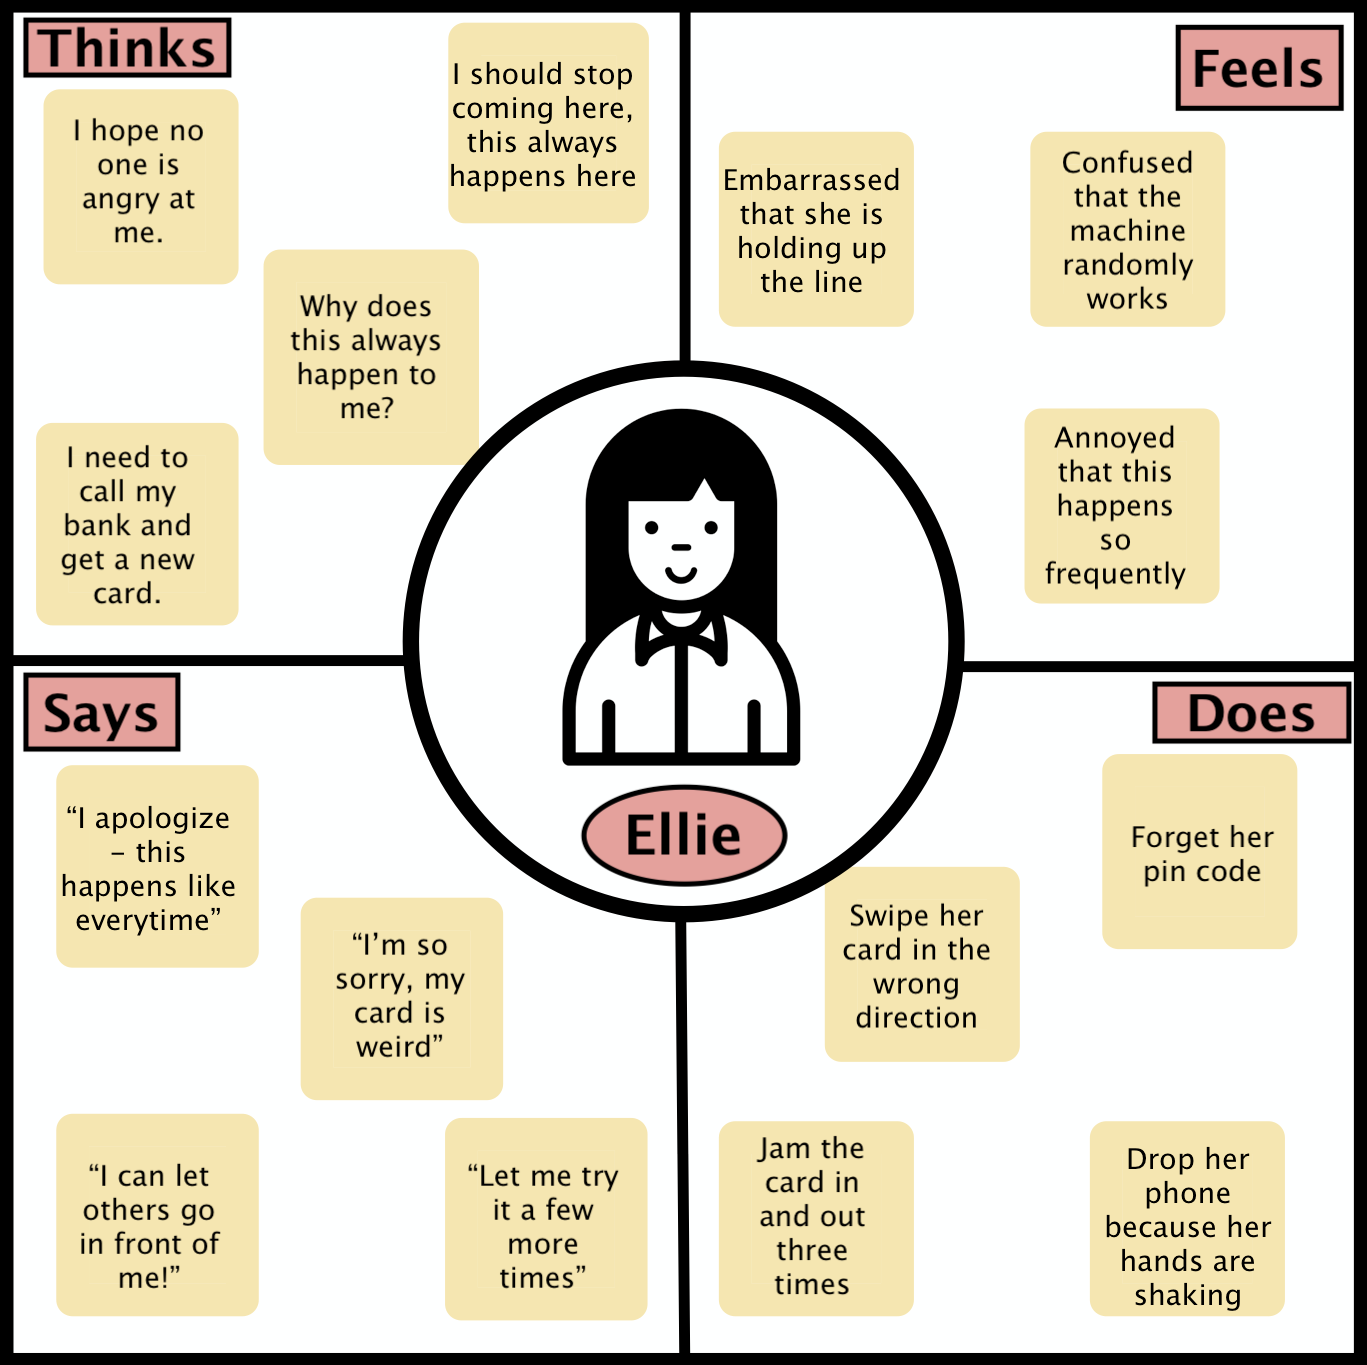 Thinks
I hope no
one is
angry at
me.
I should stop
coming here,
this always
happens here
Why does
this always
happen to
me?
I need to
call my
bank and
get a new
card.
Feels
Embarrassed
that she is
holding up
the line
Confused
that the
machine
randomly
works
Annoyed
that this
happens
so
frequently
Ellie
Says
“I apologize
– this
happens like
everytime”
“I’m so
sorry, my
card is
weird”
“I can let
others go
in front of
me!”
“Let me try
it a few
more
times”
Does
Forget her
pin code
Swipe her
card in the
wrong
direction
Jam the
card in
and out
three
times
Drop her
phone
because her
hands are
shaking